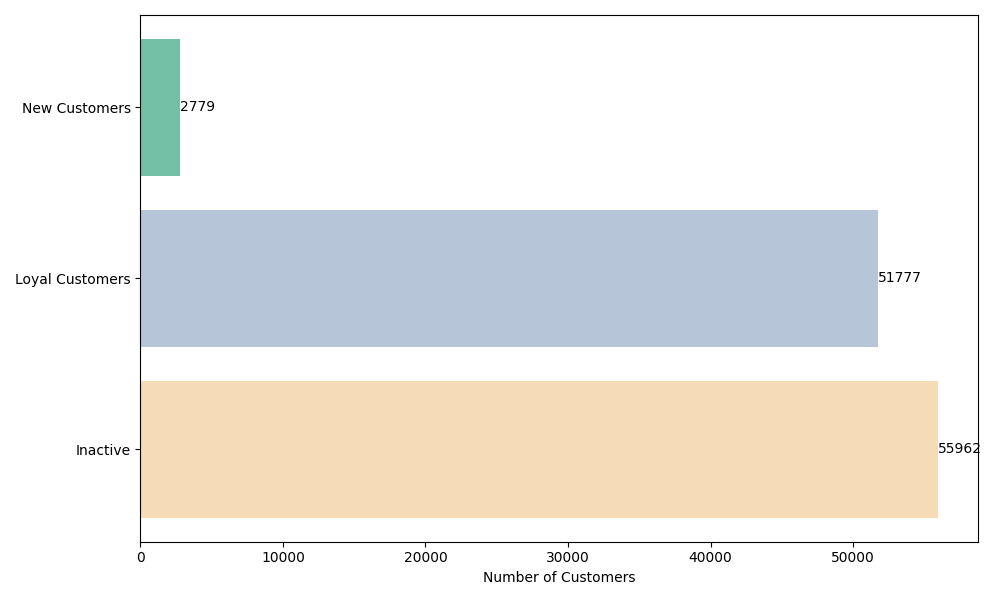 New Customers
2779
Loyal Customers
51777
Inactive
55962
0 10000 20000 30000 40000 50000
Number of Customers